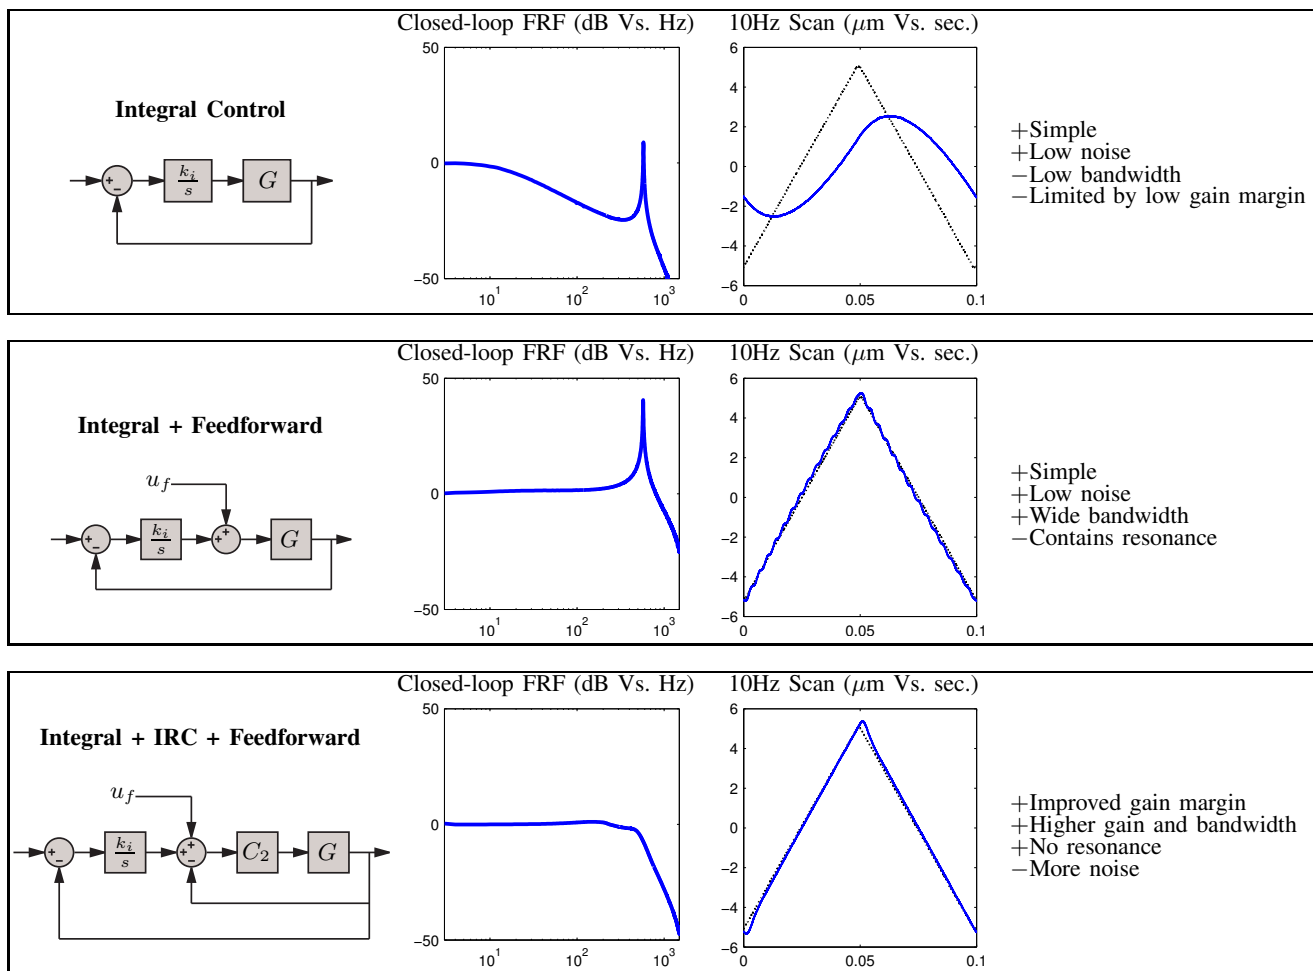 Closed-loop FRF (dB Vs. Hz)
10Hz Scan (μm Vs. sec.)
Integral Control
+
−
k_i
s
G
50
0
−50
10^1
10^2
10^3
6
4
2
0
−2
−4
−6
0
0.05
0.1
+Simple
+Low noise
−Low bandwidth
−Limited by low gain margin
Closed-loop FRF (dB Vs. Hz)
10Hz Scan (μm Vs. sec.)
Integral + Feedforward
u_f
+
−
k_i
s
+
+
G
50
0
−50
10^1
10^2
10^3
6
4
2
0
−2
−4
−6
0
0.05
0.1
+Simple
+Low noise
+Wide bandwidth
−Contains resonance
Closed-loop FRF (dB Vs. Hz)
10Hz Scan (μm Vs. sec.)
Integral + IRC + Feedforward
u_f
+
−
k_i
s
+
+
−
C_2
G
50
0
−50
10^1
10^2
10^3
6
4
2
0
−2
−4
−6
0
0.05
0.1
+Improved gain margin
+Higher gain and bandwidth
+No resonance
−More noise